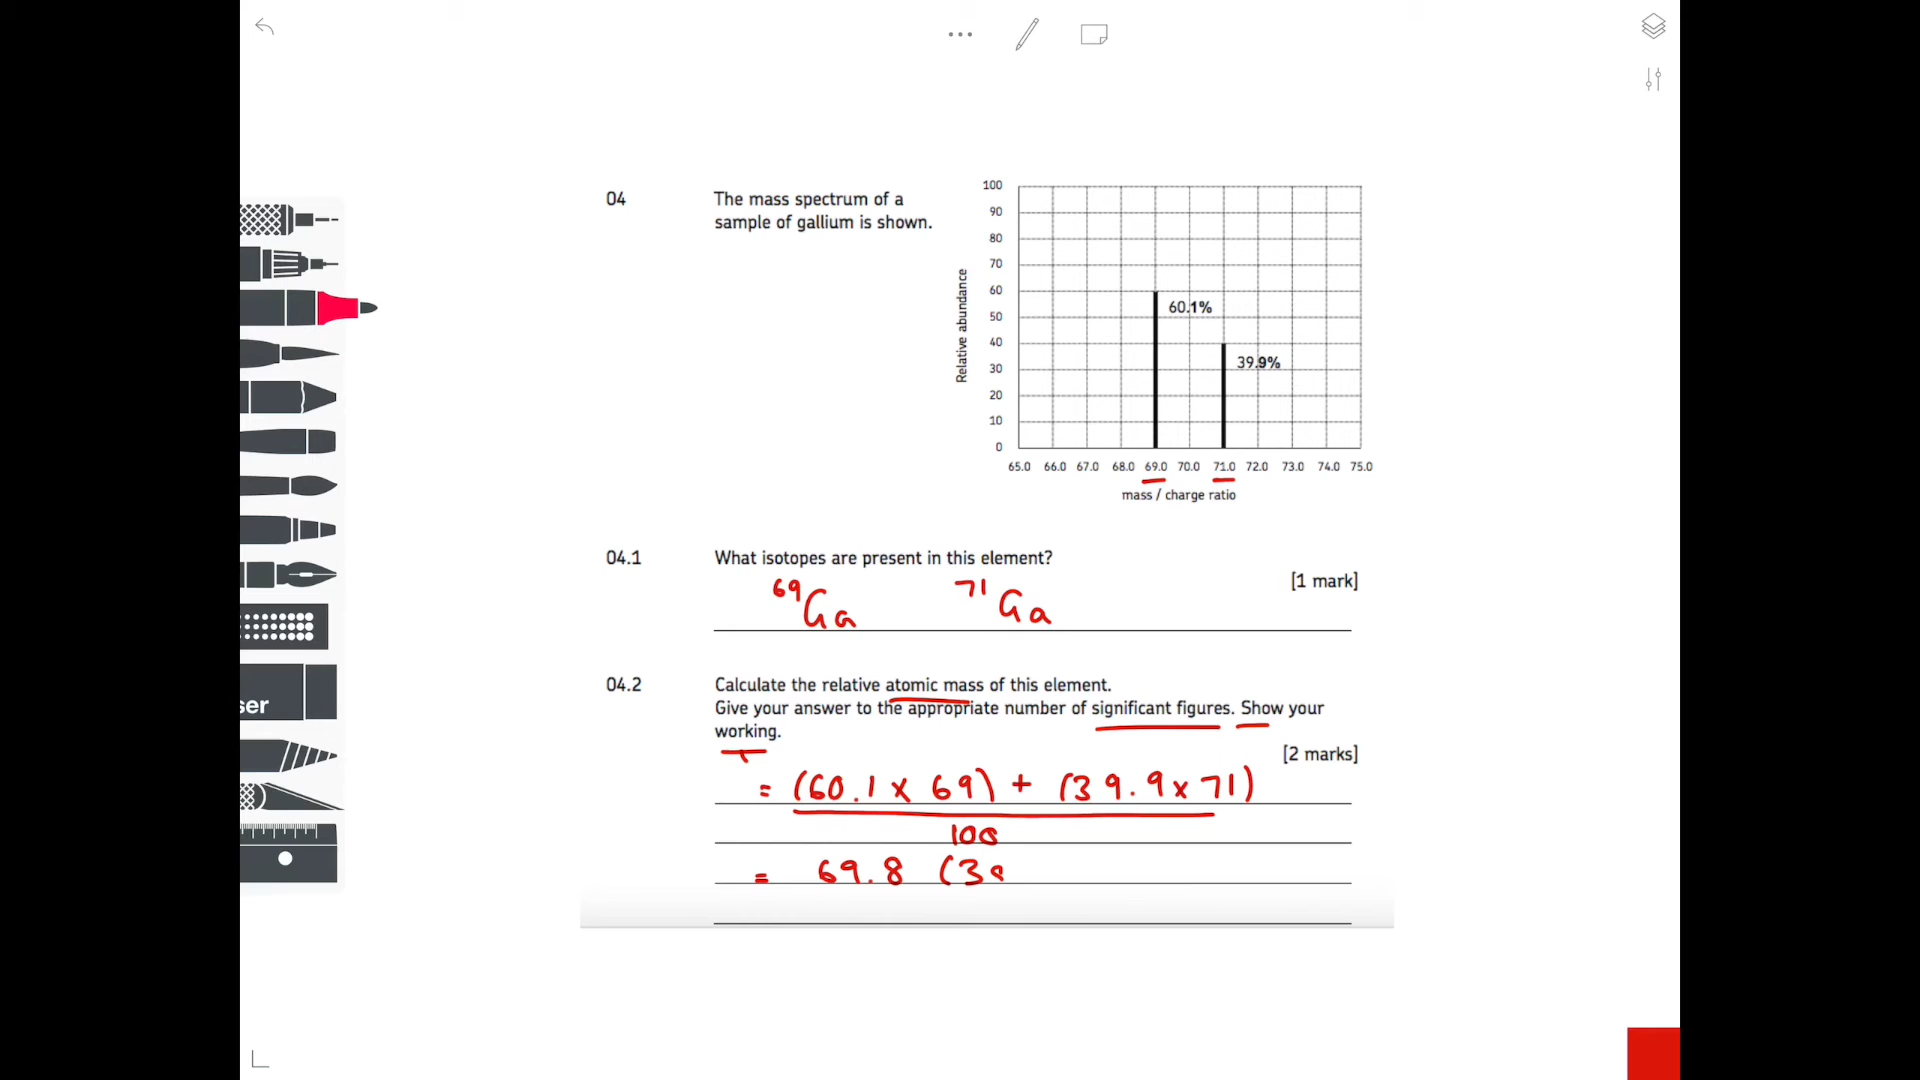 04
The mass spectrum of a
sample of gallium is shown.
100
90
80
70
60
50
40
30
20
10
0
Relative abundance
60.1%
39.9%
65.0 66.0 67.0 68.0 69.0 70.0 71.0 72.0 73.0 74.0 75.0
mass / charge ratio
04.1
What isotopes are present in this element?
[1 mark]
69Ga 71Ga
04.2
Calculate the relative atomic mass of this element.
Give your answer to the appropriate number of significant figures. Show your
working.
[2 marks]
= (60.1 x 69) + (39.9 x 71)
100
= 69.8 (3s
ser